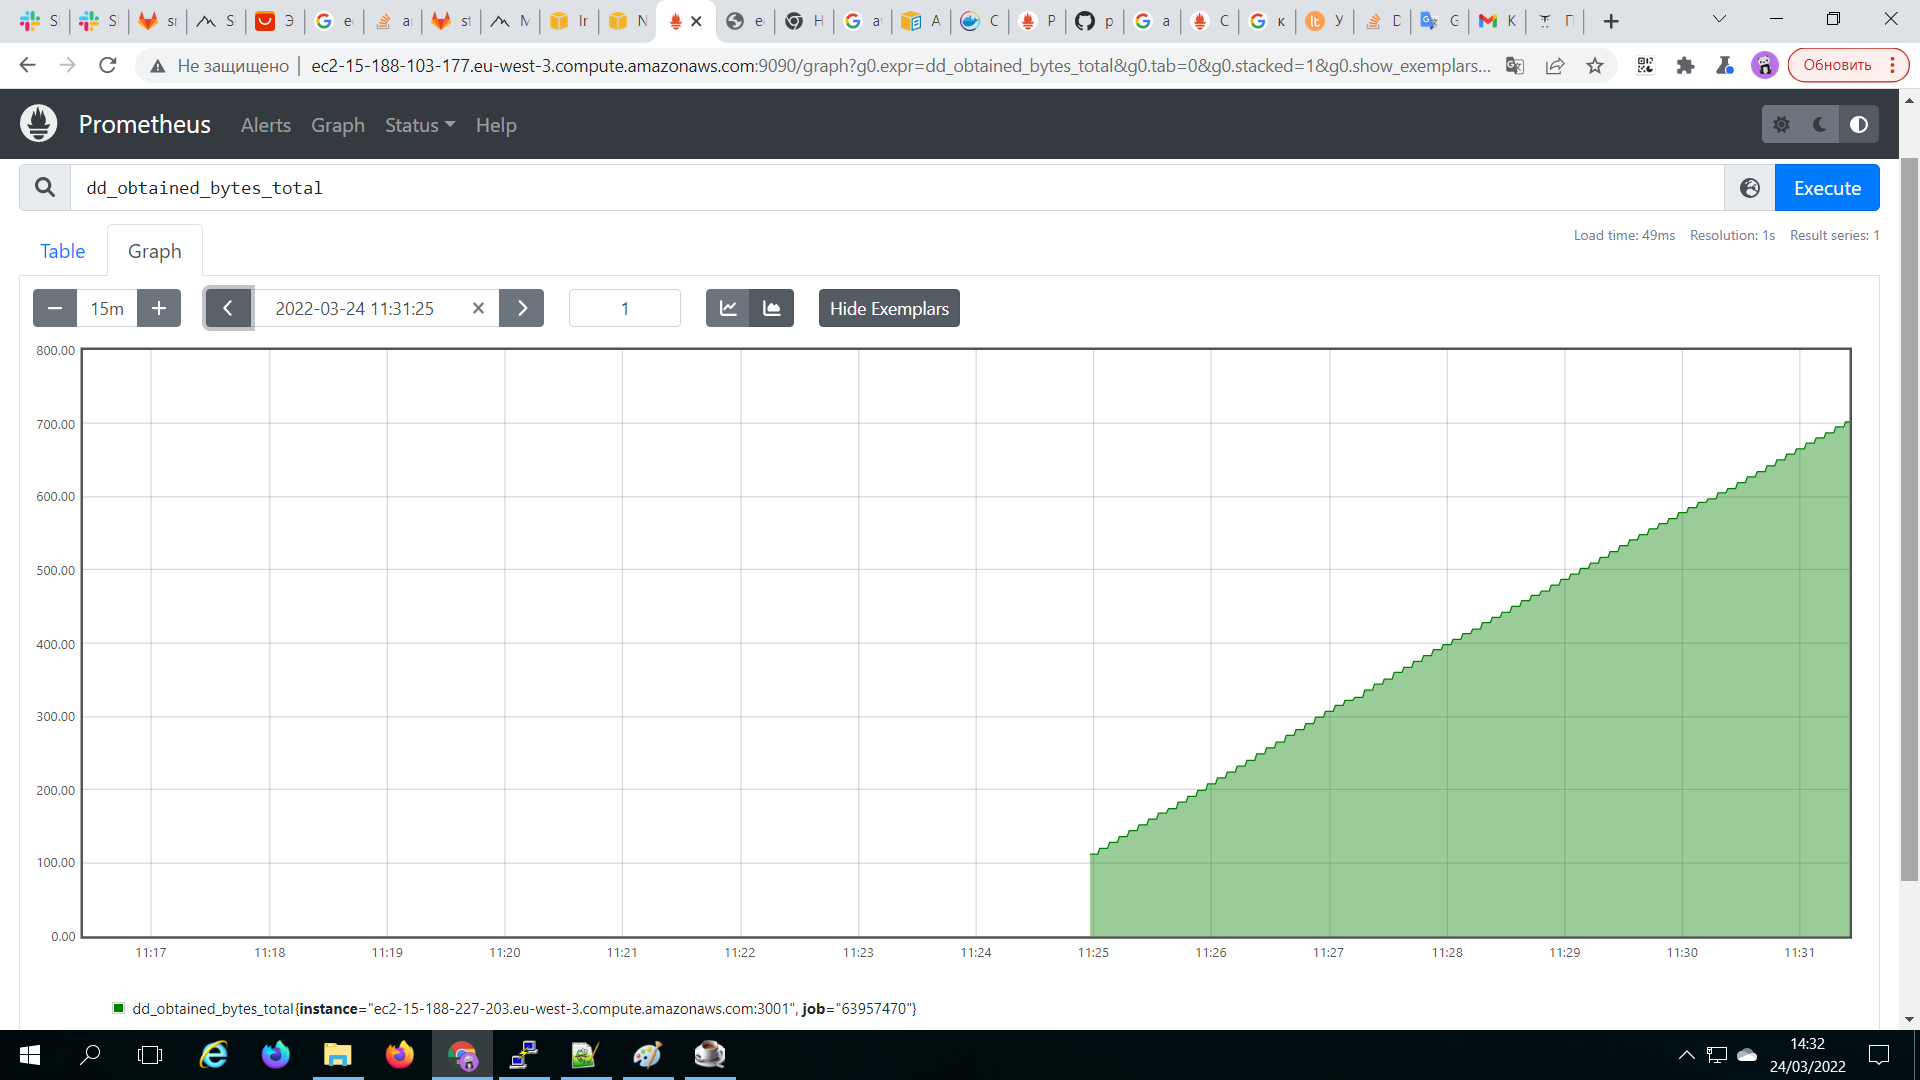 Не защищено
ec2-15-188-103-177.eu-west-3.compute.amazonaws.com:9090/graph?g0.expr=dd_obtained_bytes_total&g0.tab=0&g0.stacked=1&g0.show_exemplars...
Обновить
Prometheus
Alerts
Graph
Status
Help
dd_obtained_bytes_total
Execute
Table
Graph
Load time: 49ms
Resolution: 1s
Result series: 1
15m
2022-03-24 11:31:25
1
Hide Exemplars
800.00
700.00
600.00
500.00
400.00
300.00
200.00
100.00
0.00
11:17
11:18
11:19
11:20
11:21
11:22
11:23
11:24
11:25
11:26
11:27
11:28
11:29
11:30
11:31
dd_obtained_bytes_total{instance="ec2-15-188-227-203.eu-west-3.compute.amazonaws.com:3001", job="63957470"}
14:32
24/03/2022